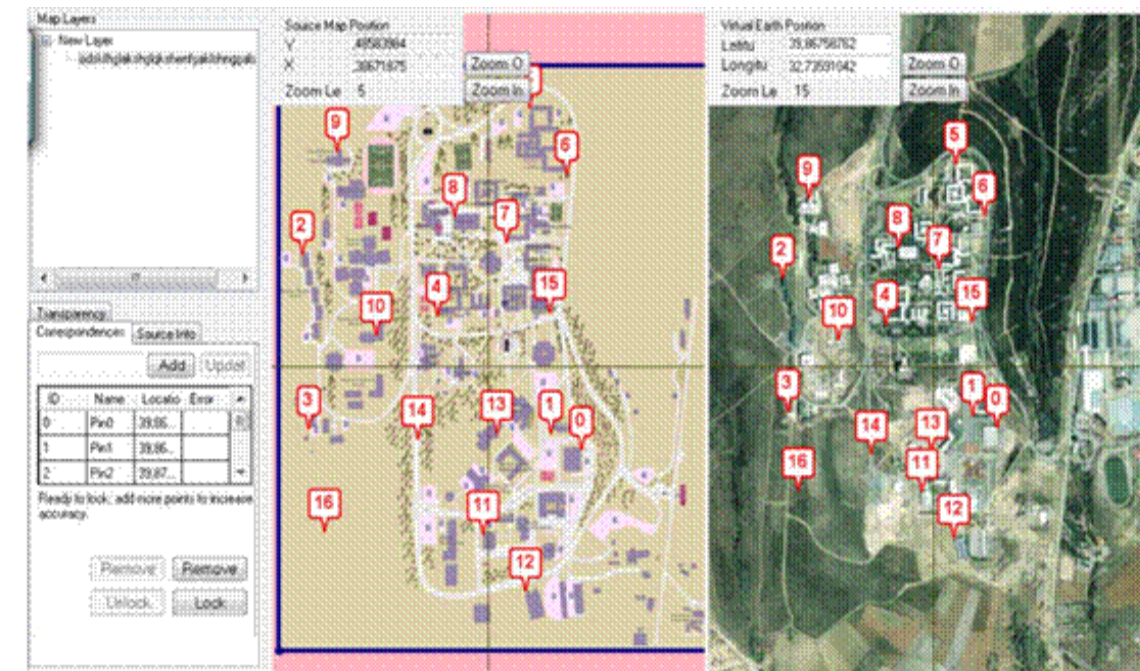 Map Layers
New Layer
Transparency
Correspondences
Source Info
Add
Updat
ID
Name
Locatio
Error
0
Pin0
39,86...
1
Pin1
39,86...
2
Pin2
39,87...
Ready to lock, add more points to increase
accuracy.
Remove
Remove
Unlock
Lock
Source Map Position
Y
,48583984
X
,38671875
Zoom O
Zoom Le
5
Zoom In
9
6
8
2
7
4
15
10
3
14
13
1
0
16
11
12
Virtual Earth Position
Latitu
39,86758762
Longitu
32,73591042
Zoom O
Zoom Le
15
Zoom In
5
9
6
8
2
7
4
15
10
3
1
0
14
13
16
11
12